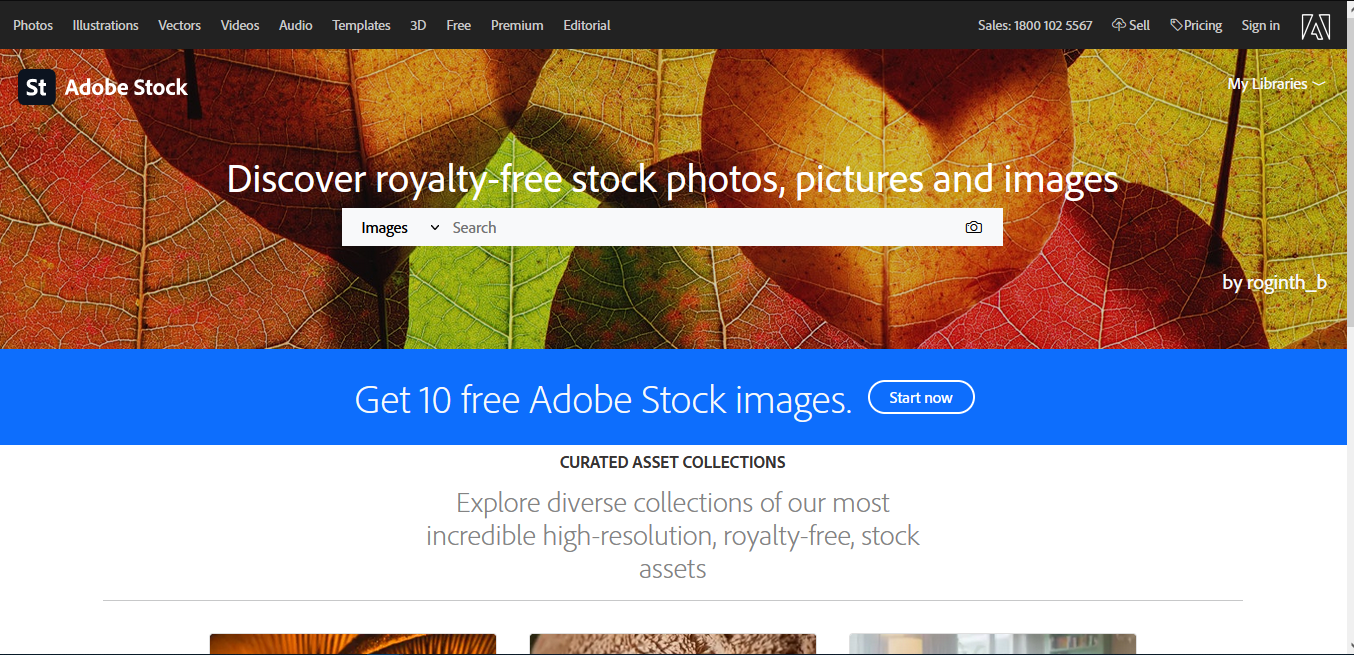 Photos Illustrations Vectors Videos Audio Templates 3D Free Premium Editorial Sales: 1800 102 5567 Sell Pricing Sign in
St Adobe Stock
My Libraries
Discover royalty-free stock photos, pictures and images
Images Search
by roginth_b
Get 10 free Adobe Stock images. Start now
CURATED ASSET COLLECTIONS
Explore diverse collections of our most
incredible high-resolution, royalty-free, stock
assets